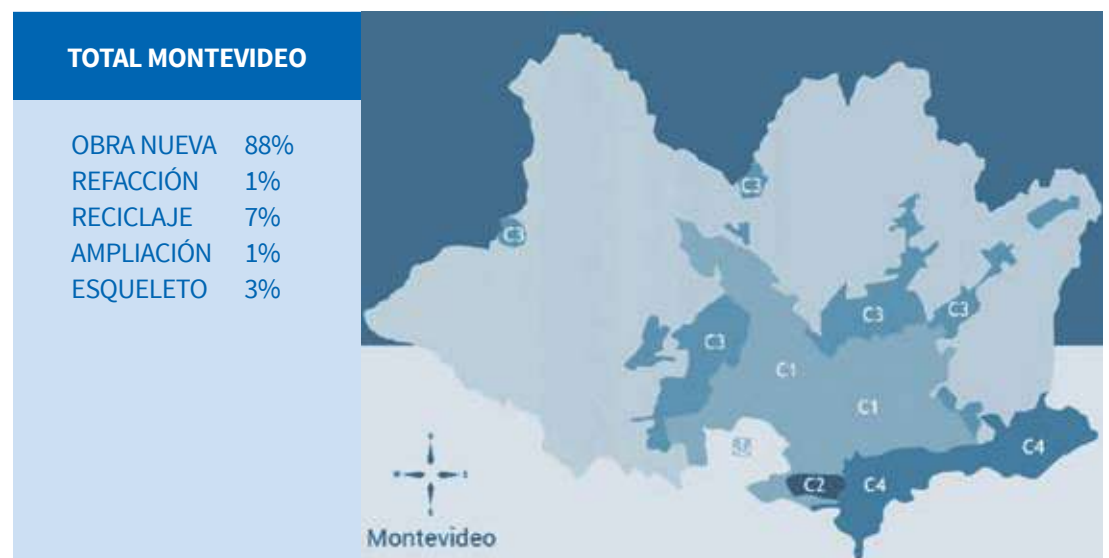 TOTAL MONTEVIDEO
OBRA NUEVA 88%
REFACCIÓN 1%
RECICLAJE 7%
AMPLIACIÓN 1%
ESQUELETO 3%
C3
C3
C3
C3
C3
C1
C1
C4
C2
C4
Montevideo